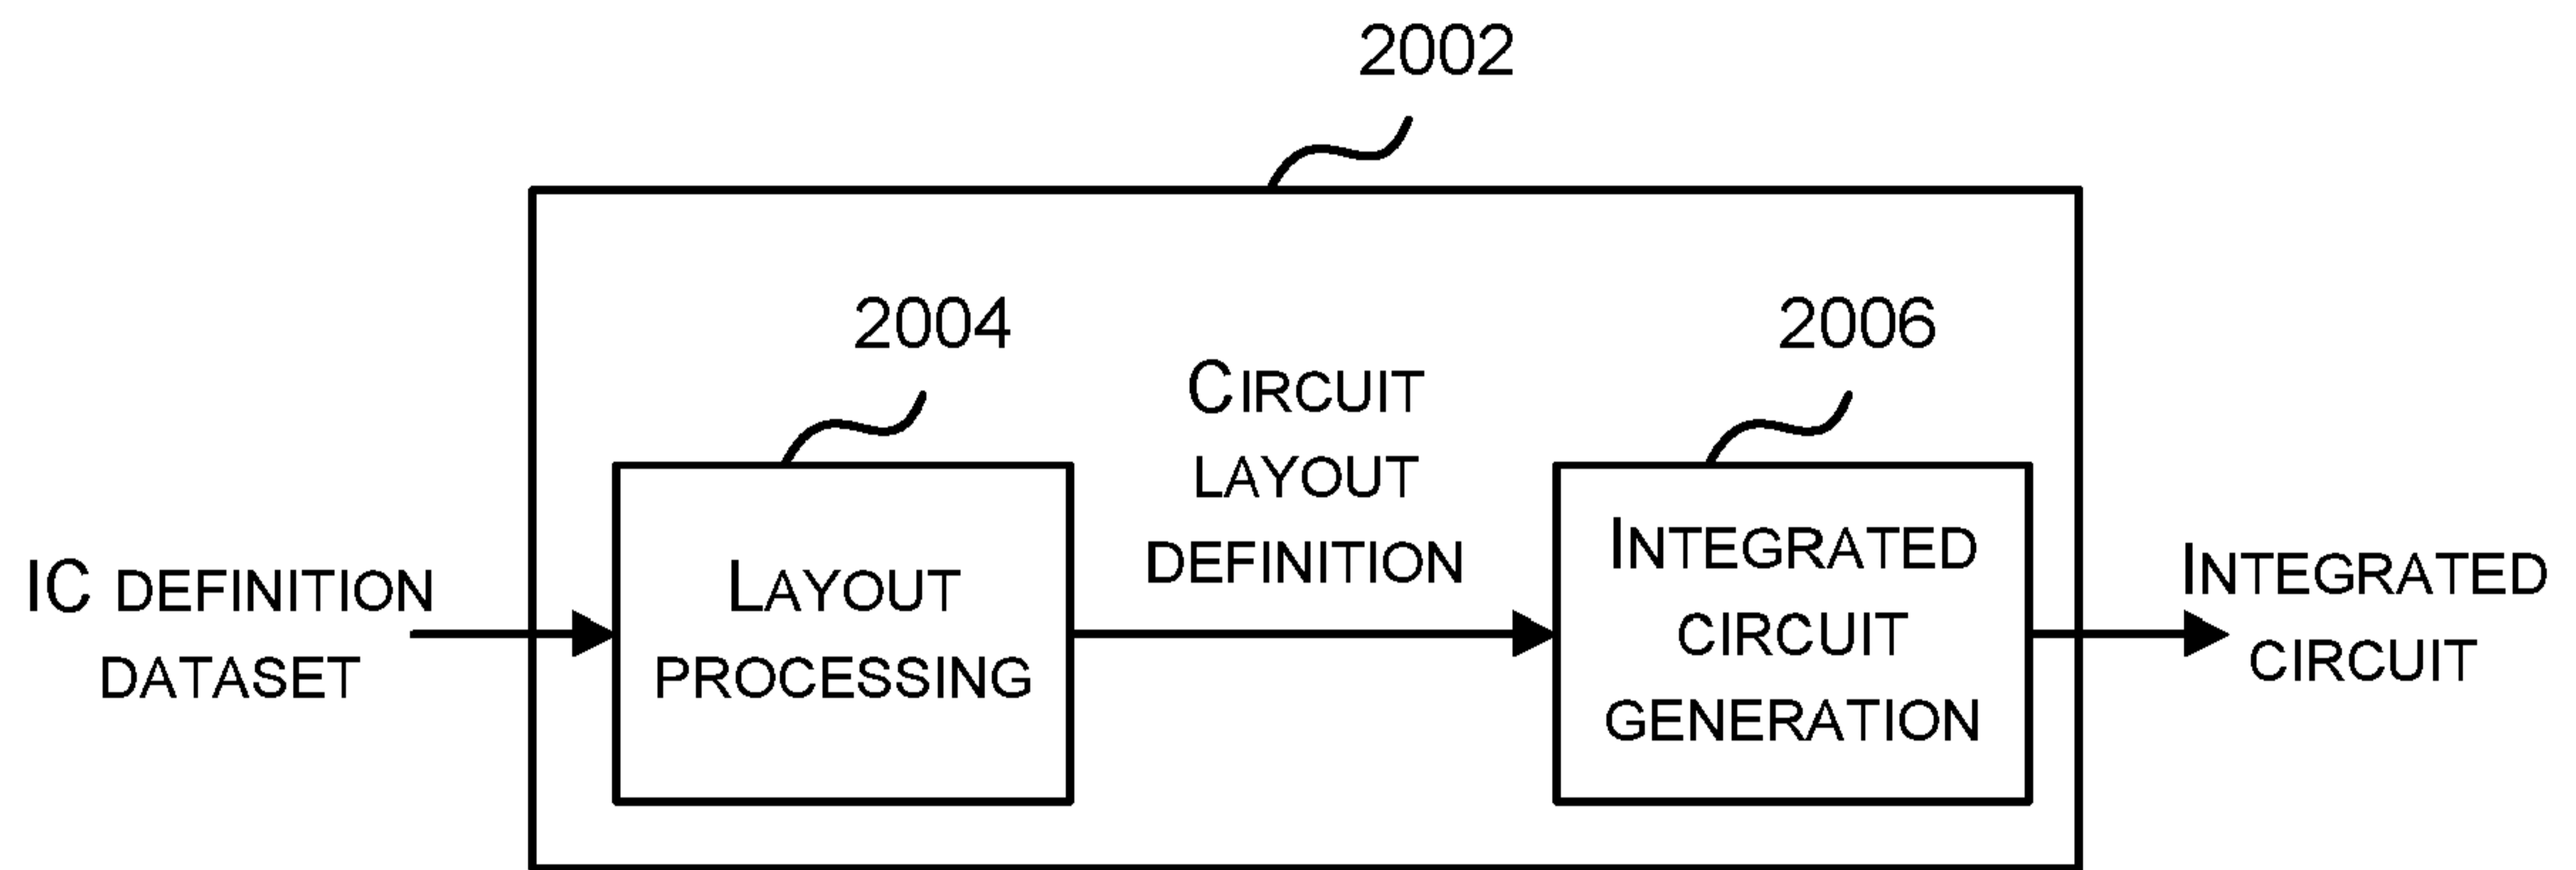 2002
2004
2006
CIRCUIT
LAYOUT
DEFINITION
IC DEFINITION
DATASET
LAYOUT
PROCESSING
INTEGRATED
CIRCUIT
GENERATION
INTEGRATED
CIRCUIT